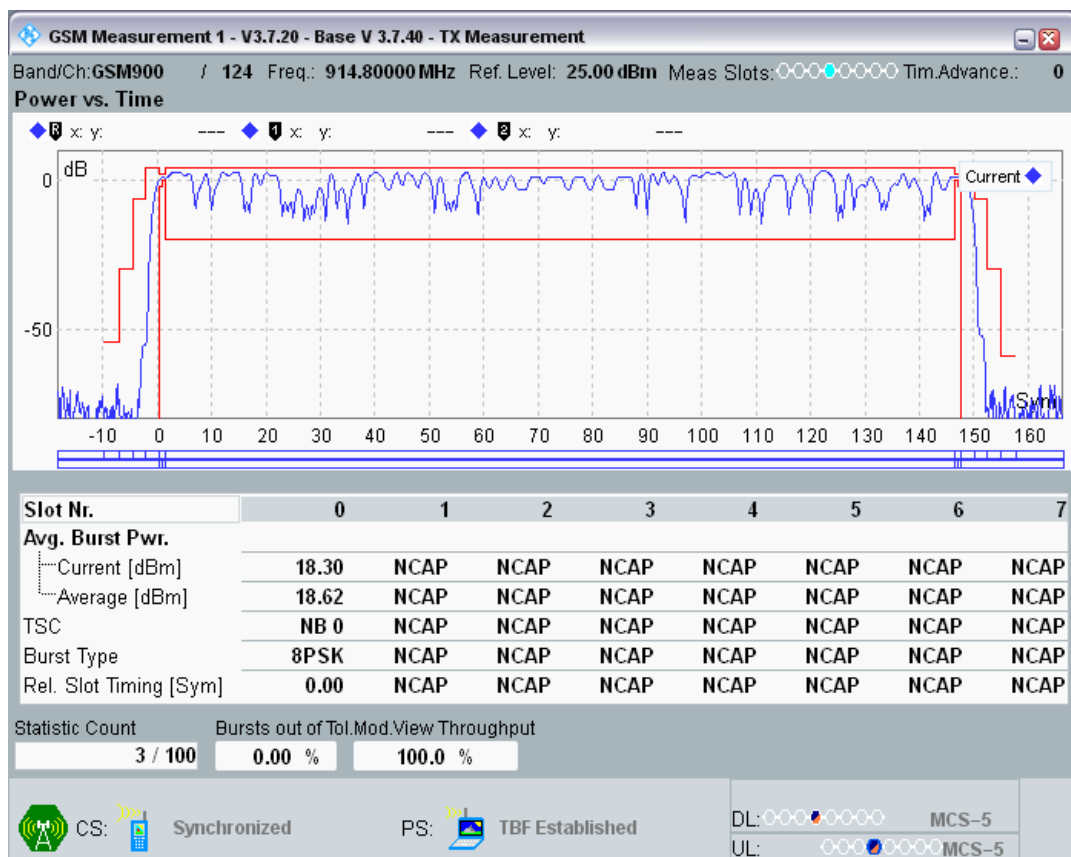 GSM Measurement 1 - V3.7.20 - Base V 3.7.40 - TX Measurement
Band/Ch:GSM900 / 124 Freq.: 914.80000 MHz Ref. Level: 25.00 dBm Meas Slots: Tim.Advance.: 0
Power vs. Time
R x: y: --- 1 x: y: --- 2 x: y: ---
dB
Current
0
-50
Sym
-10 0 10 20 30 40 50 60 70 80 90 100 110 120 130 140 150 160
Slot Nr. 0 1 2 3 4 5 6 7
Avg. Burst Pwr.
Current [dBm] 18.30 NCAP NCAP NCAP NCAP NCAP NCAP NCAP
Average [dBm] 18.62 NCAP NCAP NCAP NCAP NCAP NCAP NCAP
TSC NB 0 NCAP NCAP NCAP NCAP NCAP NCAP NCAP
Burst Type 8PSK NCAP NCAP NCAP NCAP NCAP NCAP NCAP
Rel. Slot Timing [Sym] 0.00 NCAP NCAP NCAP NCAP NCAP NCAP NCAP
Statistic Count Bursts out of Tol.Mod.View Throughput
3 / 100 0.00 % 100.0 %
CS: Synchronized PS: TBF Established
DL: MCS-5
UL: MCS-5